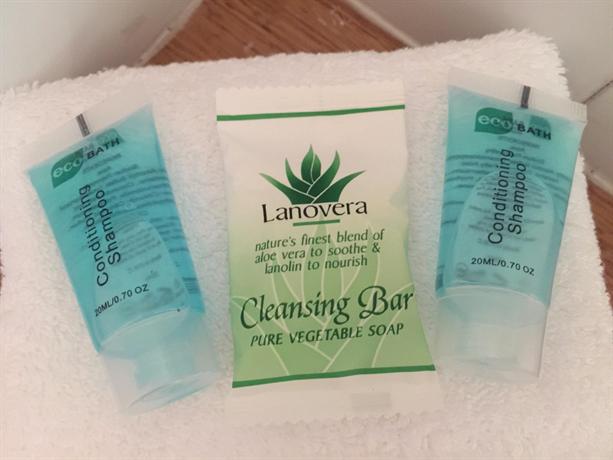 eco BATH
Conditioning
Shampoo
20ML/0.70 OZ
Lanovera
nature's finest blend of
aloe vera to soothe &
lanolin to nourish
Cleansing Bar
PURE VEGETABLE SOAP
eco BATH
Conditioning
Shampoo
20ML/0.70 OZ